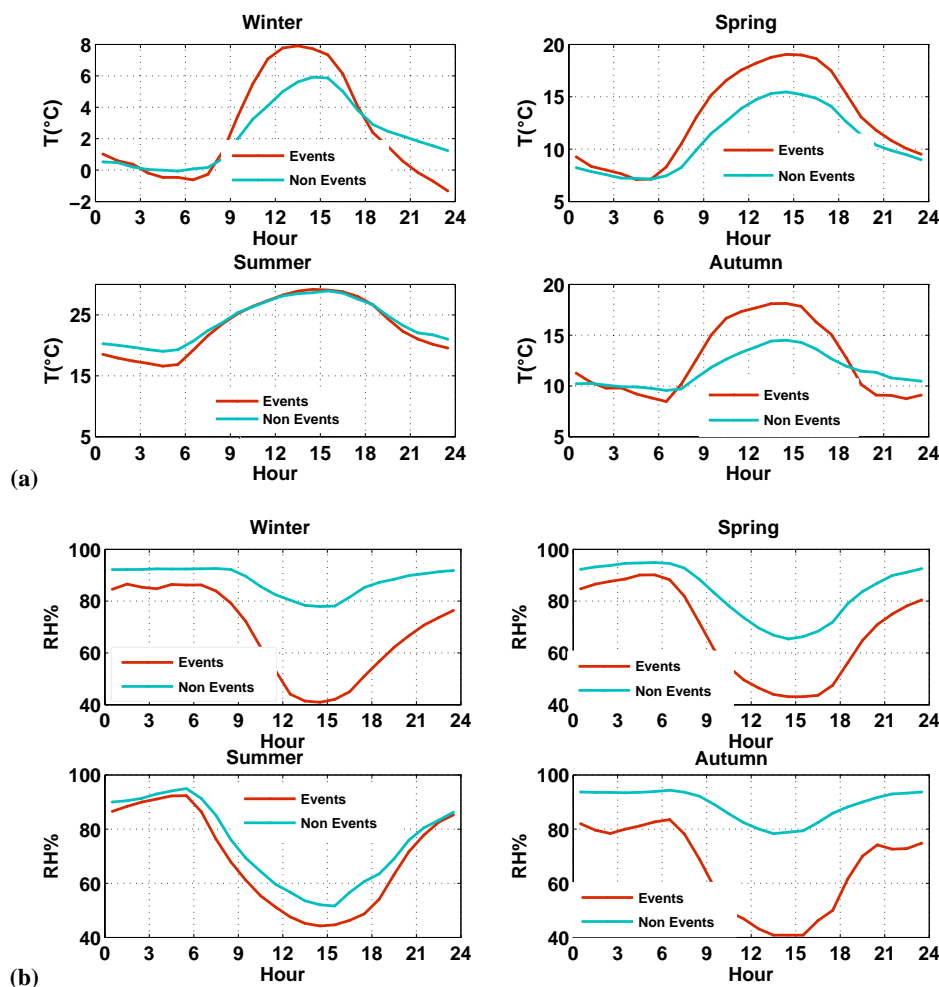 Winter
Spring
8
6
4
2
0
−2
T(°C)
Events
Non Events
0 3 6 9 12 15 18 21 24
Hour
20
15
10
5
T(°C)
Events
Non Events
0 3 6 9 12 15 18 21 24
Hour
Summer
Autumn
25
15
5
T(°C)
Events
Non Events
0 3 6 9 12 15 18 21 24
Hour
20
15
10
5
T(°C)
Events
Non Events
0 3 6 9 12 15 18 21 24
Hour
(a)
Winter
Spring
100
80
60
40
RH%
Events
Non Events
0 3 6 9 12 15 18 21 24
Hour
100
80
60
40
RH%
Events
Non Events
0 3 6 9 12 15 18 21 24
Hour
Summer
Autumn
100
80
60
40
RH%
Events
Non Events
0 3 6 9 12 15 18 21 24
Hour
100
80
60
40
RH%
Events
Non Events
0 3 6 9 12 15 18 21 24
Hour
(b)